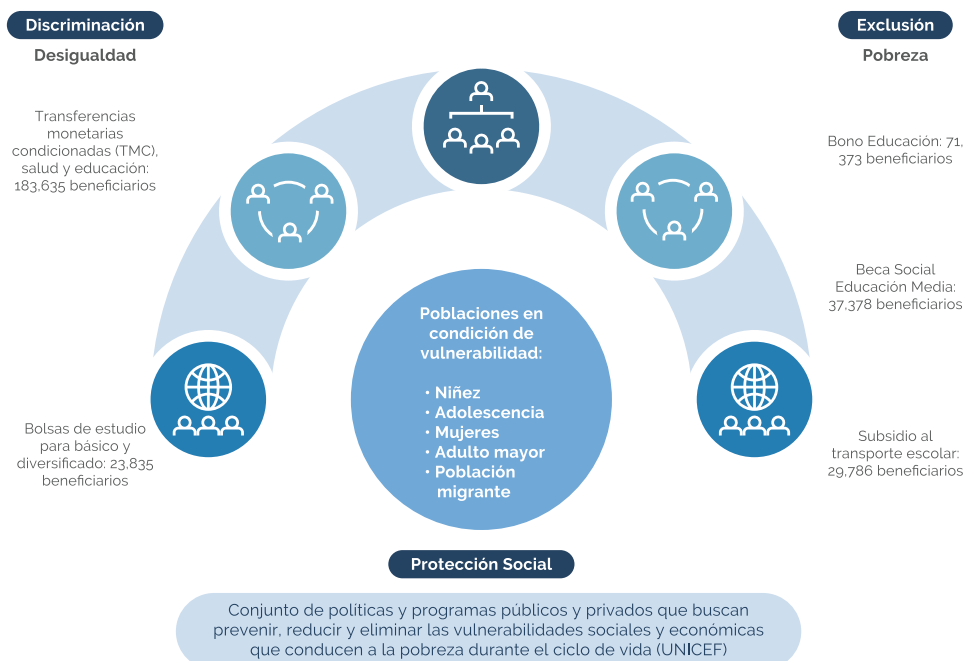 Discriminación
Desigualdad
Transferencias
monetarias
condicionadas (TMC),
salud y educación:
183,635 beneficiarios
Bolsas de estudio
para básico y
diversificado: 23,835
beneficiarios
Exclusión
Pobreza
Bono Educación: 71,
373 beneficiarios
Beca Social
Educación Media:
37,378 beneficiarios
Subsidio al
transporte escolar:
29,786 beneficiarios
Poblaciones en
condición de
vulnerabilidad:
• Niñez
• Adolescencia
• Mujeres
• Adulto mayor
• Población
migrante
Protección Social
Conjunto de políticas y programas públicos y privados que buscan
prevenir, reducir y eliminar las vulnerabilidades sociales y económicas
que conducen a la pobreza durante el ciclo de vida (UNICEF)